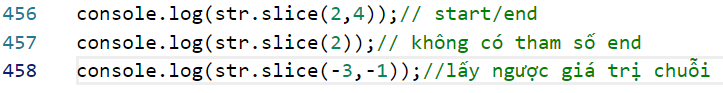 456 console.log(str.slice(2,4));// start/end
457 console.log(str.slice(2));// không có tham số end
458 console.log(str.slice(-3,-1));//lấy ngược giá trị chuỗi